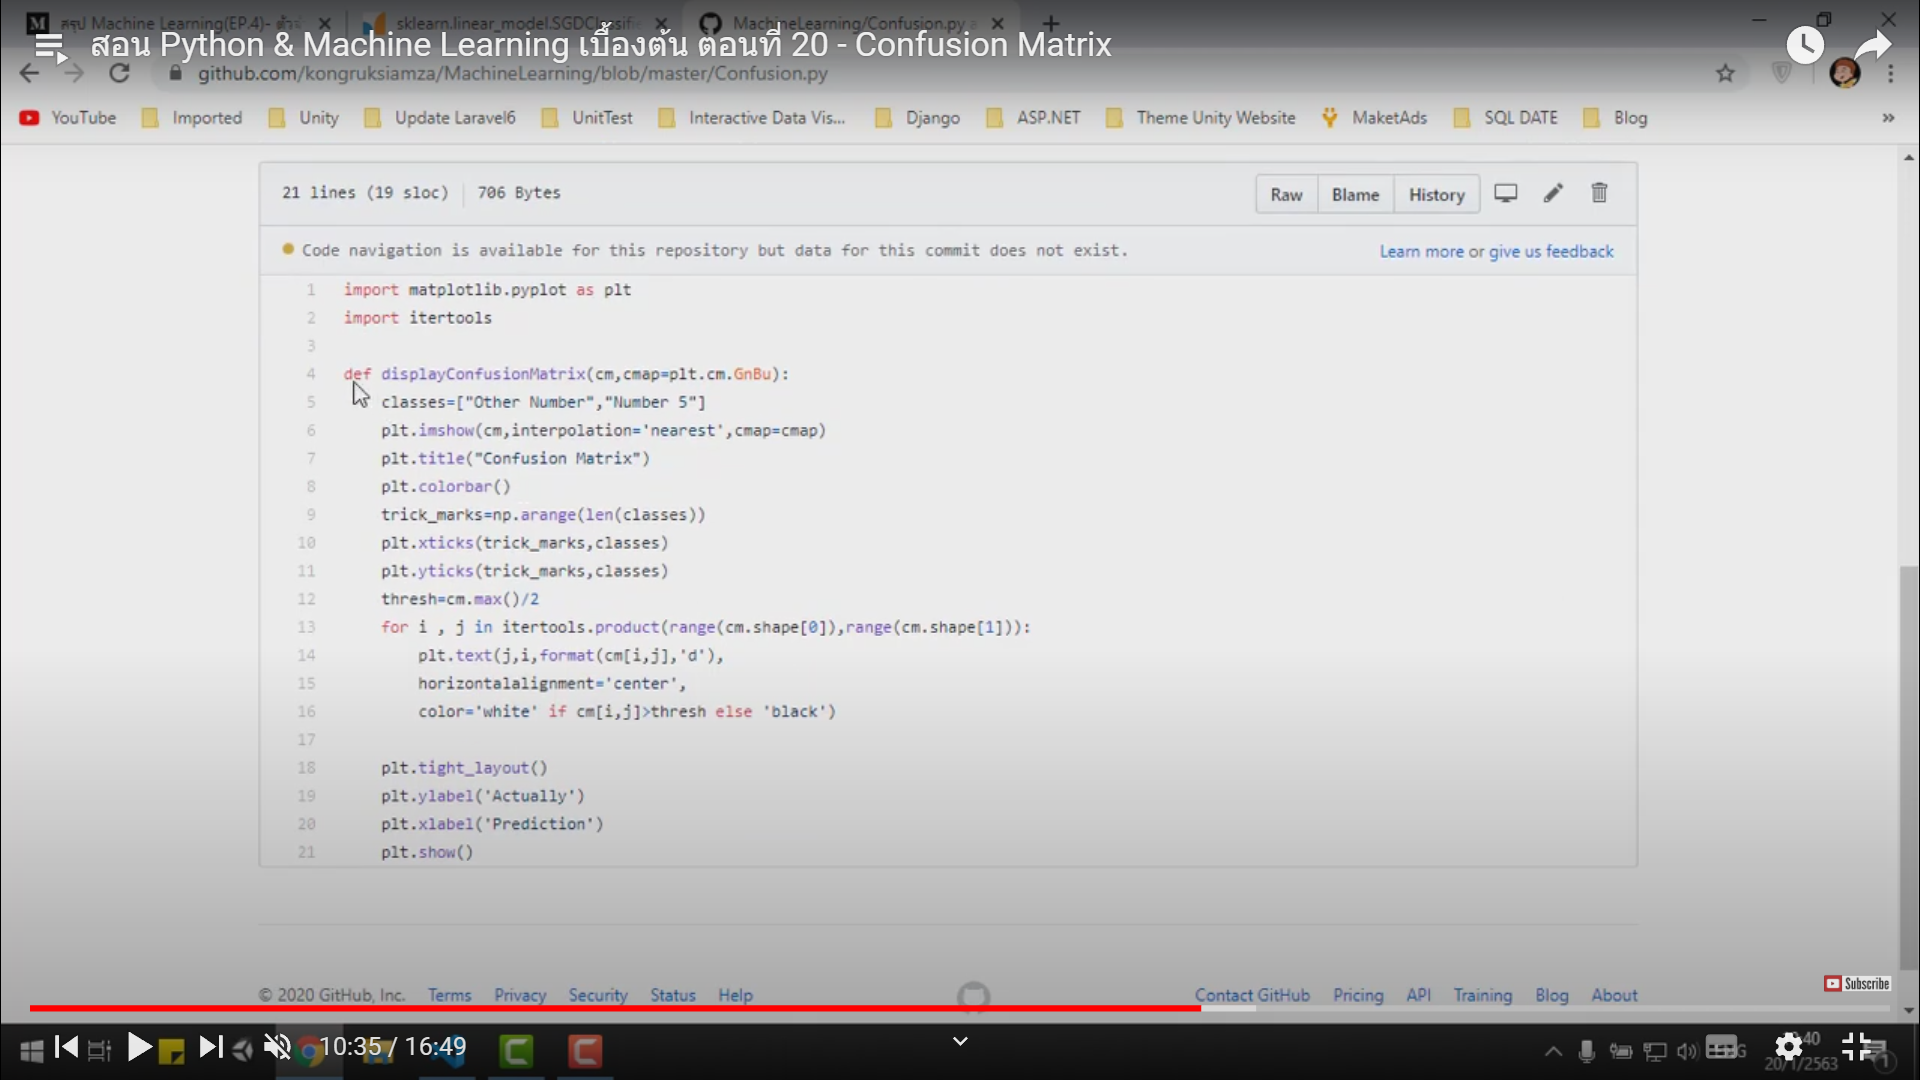 สรุป Machine Learning(EP.4)-
sklearn.linear_model.SGDClassifie
MachineLearning/Confusion.py
สอน Python & Machine Learning เบื้องต้น ตอนที่ 20 - Confusion Matrix
github.com/kongruksiamza/MachineLearning/blob/master/Confusion.py
YouTube Imported Unity Update Laravel6 UnitTest Interactive Data Vis... Django ASP.NET Theme Unity Website MaketAds SQL DATE Blog »
21 lines (19 sloc) 706 Bytes Raw Blame History
Code navigation is available for this repository but data for this commit does not exist. Learn more or give us feedback
1 import matplotlib.pyplot as plt
2 import itertools
3
4 def displayConfusionMatrix(cm,cmap=plt.cm.GnBu):
5 classes=["Other Number","Number 5"]
6 plt.imshow(cm,interpolation='nearest',cmap=cmap)
7 plt.title("Confusion Matrix")
8 plt.colorbar()
9 trick_marks=np.arange(len(classes))
10 plt.xticks(trick_marks,classes)
11 plt.yticks(trick_marks,classes)
12 thresh=cm.max()/2
13 for i , j in itertools.product(range(cm.shape[0]),range(cm.shape[1])):
14 plt.text(j,i,format(cm[i,j],'d'),
15 horizontalalignment='center',
16 color='white' if cm[i,j]>thresh else 'black')
17
18 plt.tight_layout()
19 plt.ylabel('Actually')
20 plt.xlabel('Prediction')
21 plt.show()
Subscribe
© 2020 GitHub, Inc. Terms Privacy Security Status Help Contact GitHub Pricing API Training Blog About
10:35 / 16:49
20/1/2563